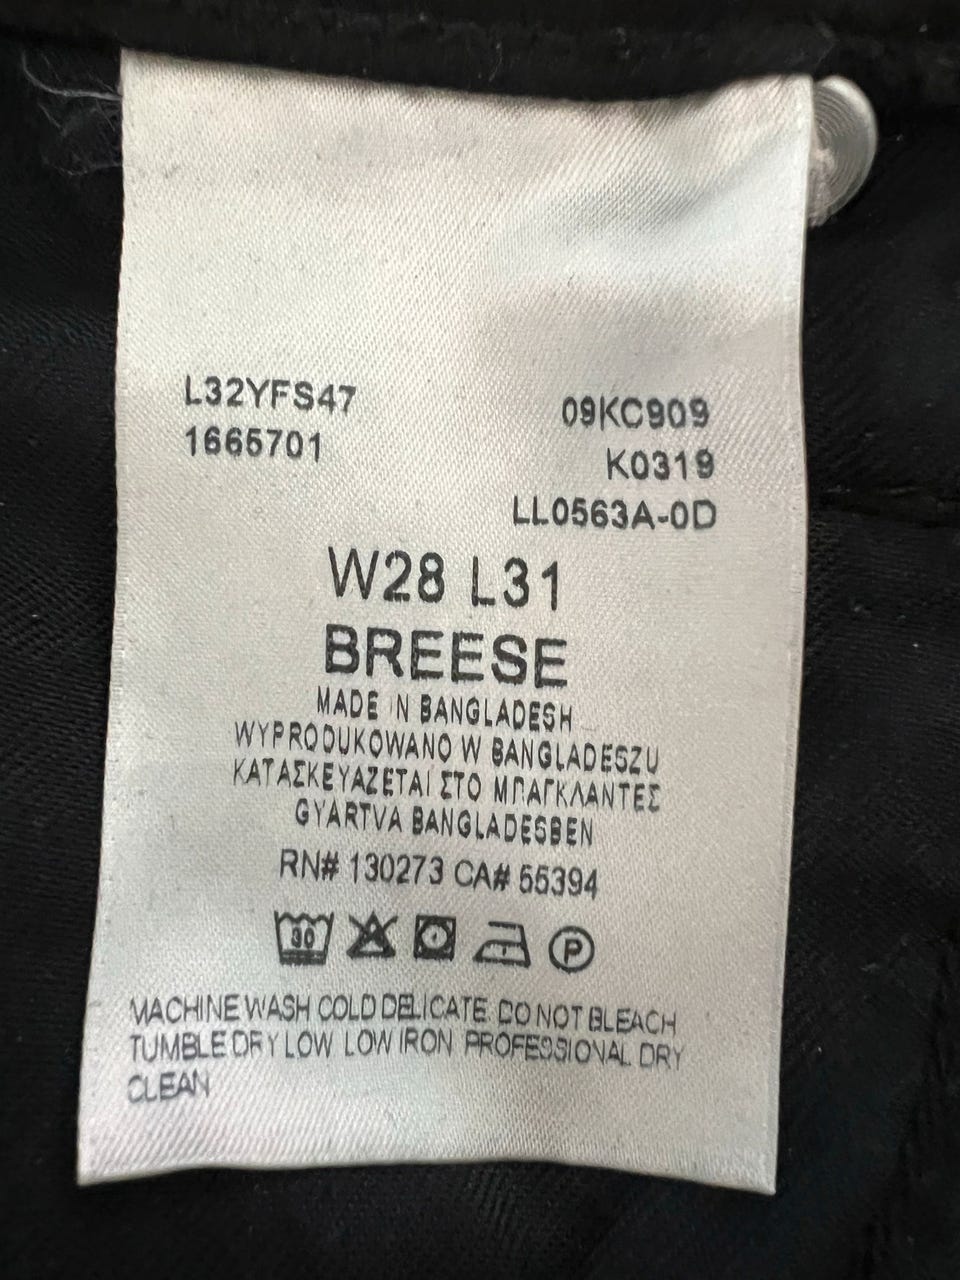 L32YFS47
1665701
09KC909
K0319
LL0563A-0D
W28 L31
BREESE
MADE IN BANGLADESH
WYPRODUKOWANO W BANGLADESZU
ΚΑΤΑΣΚΕΥΑΖΕΤΑΙ ΣΤΟ ΜΠΑΓΚΛΑΝΤΕΣ
GYARTVA BANGLADESBEN
RN# 130273 CA# 55394
30 P
MACHINE WASH COLD DELICATE DO NOT BLEACH
TUMBLE DRY LOW LOW IRON PROFESSIONAL DRY
CLEAN